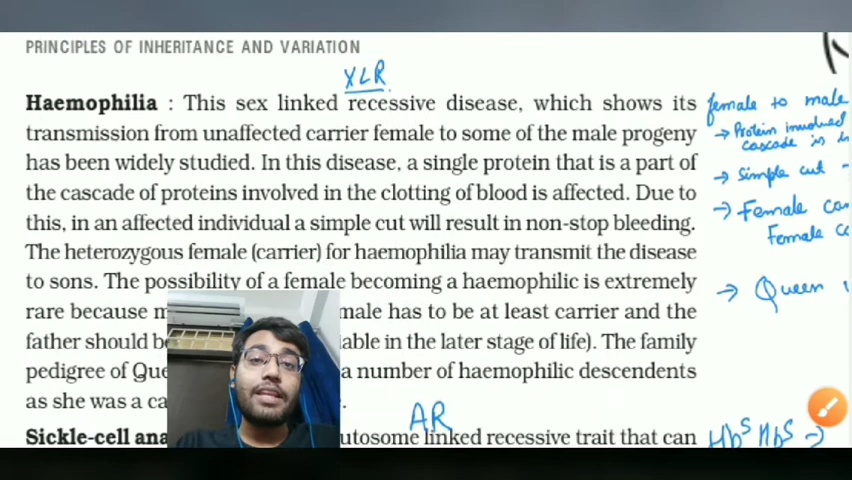 PRINCIPLES OF INHERITANCE AND VARIATION
XLR
Haemophilia : This sex linked recessive disease, which shows its
transmission from unaffected carrier female to some of the male progeny
has been widely studied. In this disease, a single protein that is a part of
the cascade of proteins involved in the clotting of blood is affected. Due to
this, in an affected individual a simple cut will result in non-stop bleeding.
The heterozygous female (carrier) for haemophilia may transmit the disease
to sons. The possibility of a female becoming a haemophilic is extremely
rare because male has to be at least carrier and the
father should in the later stage of life). The family
pedigree of a number of haemophilic descendents
as she was a
AR
Sickle-cell linked recessive trait that can
female to male
→ Protein involved
cascade is
→ Simple cut
→ Female
Female
→ Queen
Hb^S Hb^S →